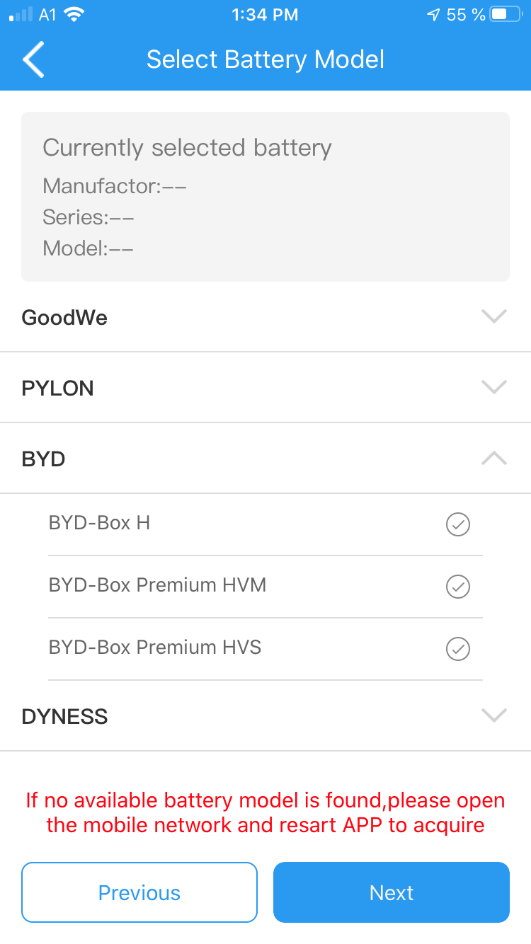 A1 1:34 PM 55 %
Select Battery Model
Currently selected battery
Manufactor:--
Series:--
Model:--
GoodWe
PYLON
BYD
BYD-Box H
BYD-Box Premium HVM
BYD-Box Premium HVS
DYNESS
If no available battery model is found,please open
the mobile network and resart APP to acquire
Previous Next